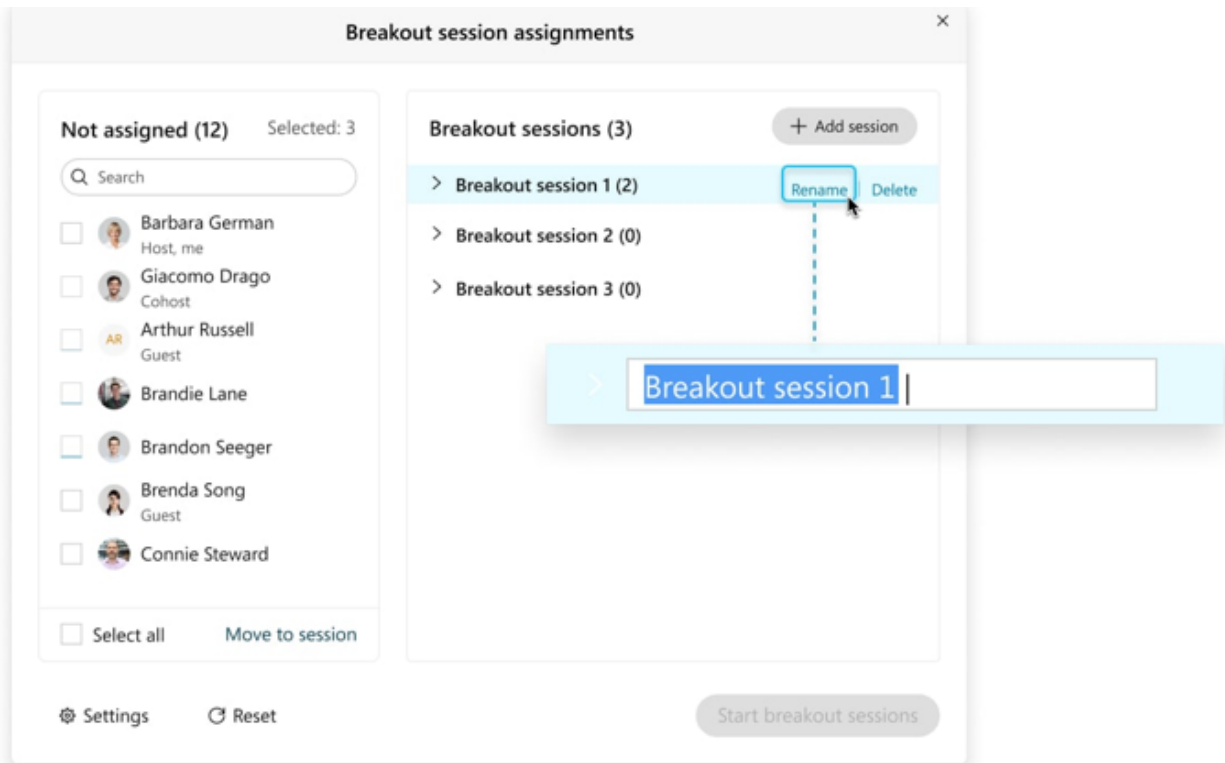 Breakout session assignments
Not assigned (12) Selected: 3
Search
Barbara German
Host, me
Giacomo Drago
Cohost
AR
Arthur Russell
Guest
Brandie Lane
Brandon Seeger
Brenda Song
Guest
Connie Steward
Select all Move to session
Breakout sessions (3) + Add session
Breakout session 1 (2) Rename Delete
Breakout session 2 (0)
Breakout session 3 (0)
Breakout session 1
Settings Reset Start breakout sessions